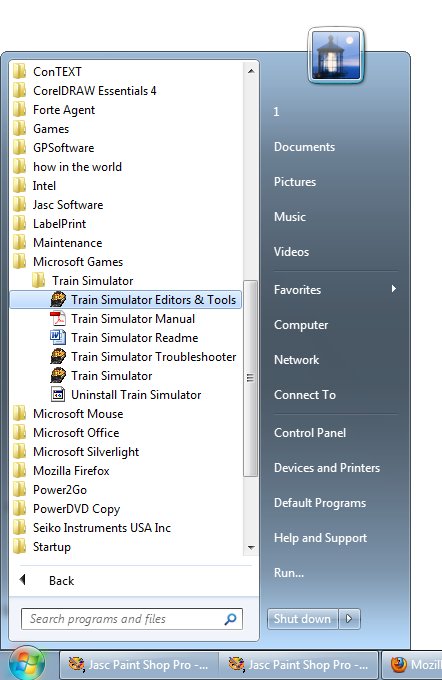 ConTEXT
CorelDRAW Essentials 4
Forte Agent
Games
GPSoftware
how in the world
Intel
Jasc Software
LabelPrint
Maintenance
Microsoft Games
Train Simulator
Train Simulator Editors & Tools
Train Simulator Manual
Train Simulator Readme
Train Simulator Troubleshooter
Train Simulator
Uninstall Train Simulator
Microsoft Mouse
Microsoft Office
Microsoft Silverlight
Mozilla Firefox
Power2Go
PowerDVD Copy
Seiko Instruments USA Inc
Startup
Back
Search programs and files
1
Documents
Pictures
Music
Videos
Favorites
Computer
Network
Connect To
Control Panel
Devices and Printers
Default Programs
Help and Support
Run...
Shut down
Jasc Paint Shop Pro -...
Jasc Paint Shop Pro -...
Mozil